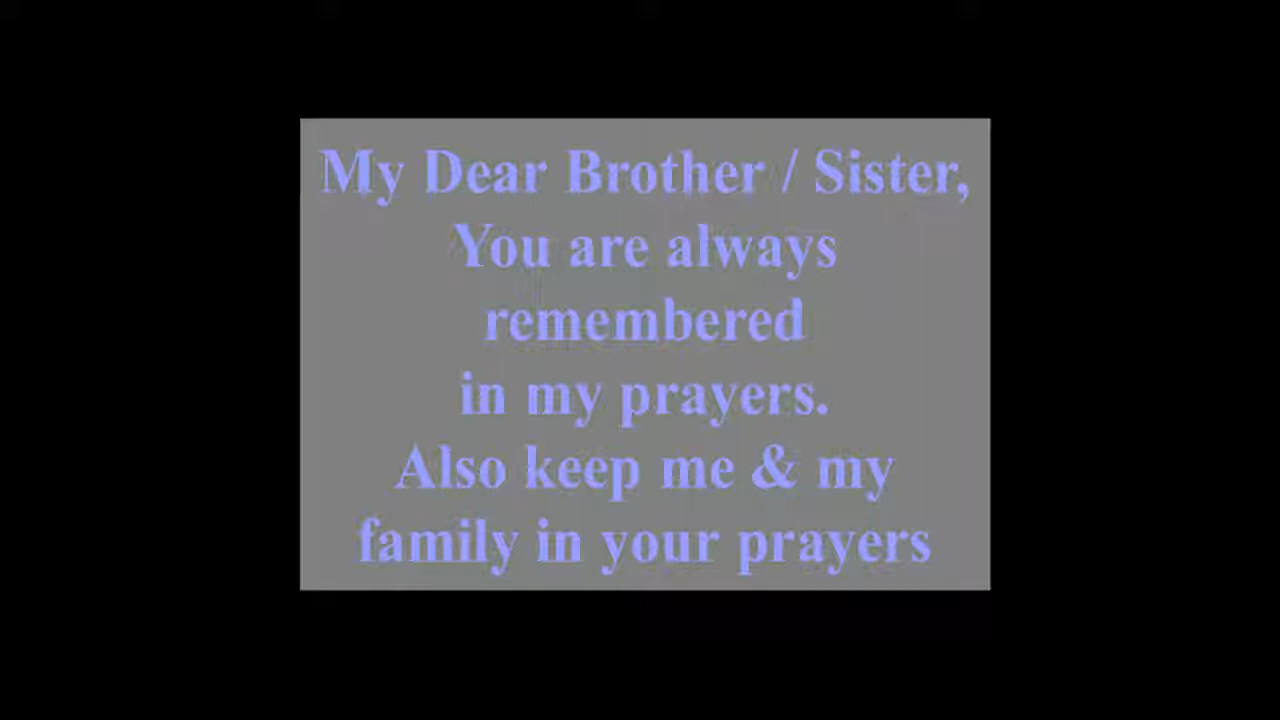 My Dear Brother / Sister,
You are always
remembered
in my prayers.
Also keep me & my
family in your prayers